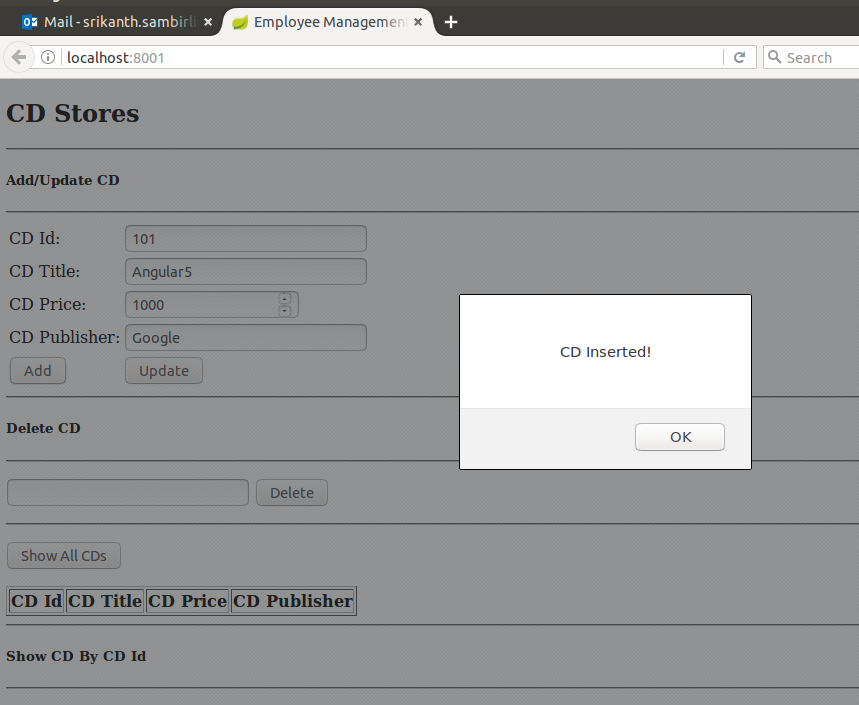 Mail - srikanth.sambirl
Employee Managemen
localhost:8001
Search
CD Stores
Add/Update CD
CD Id: 101
CD Title: Angular5
CD Price: 1000
CD Publisher: Google
Add Update
CD Inserted!
OK
Delete CD
Delete
Show All CDs
CD Id CD Title CD Price CD Publisher
Show CD By CD Id